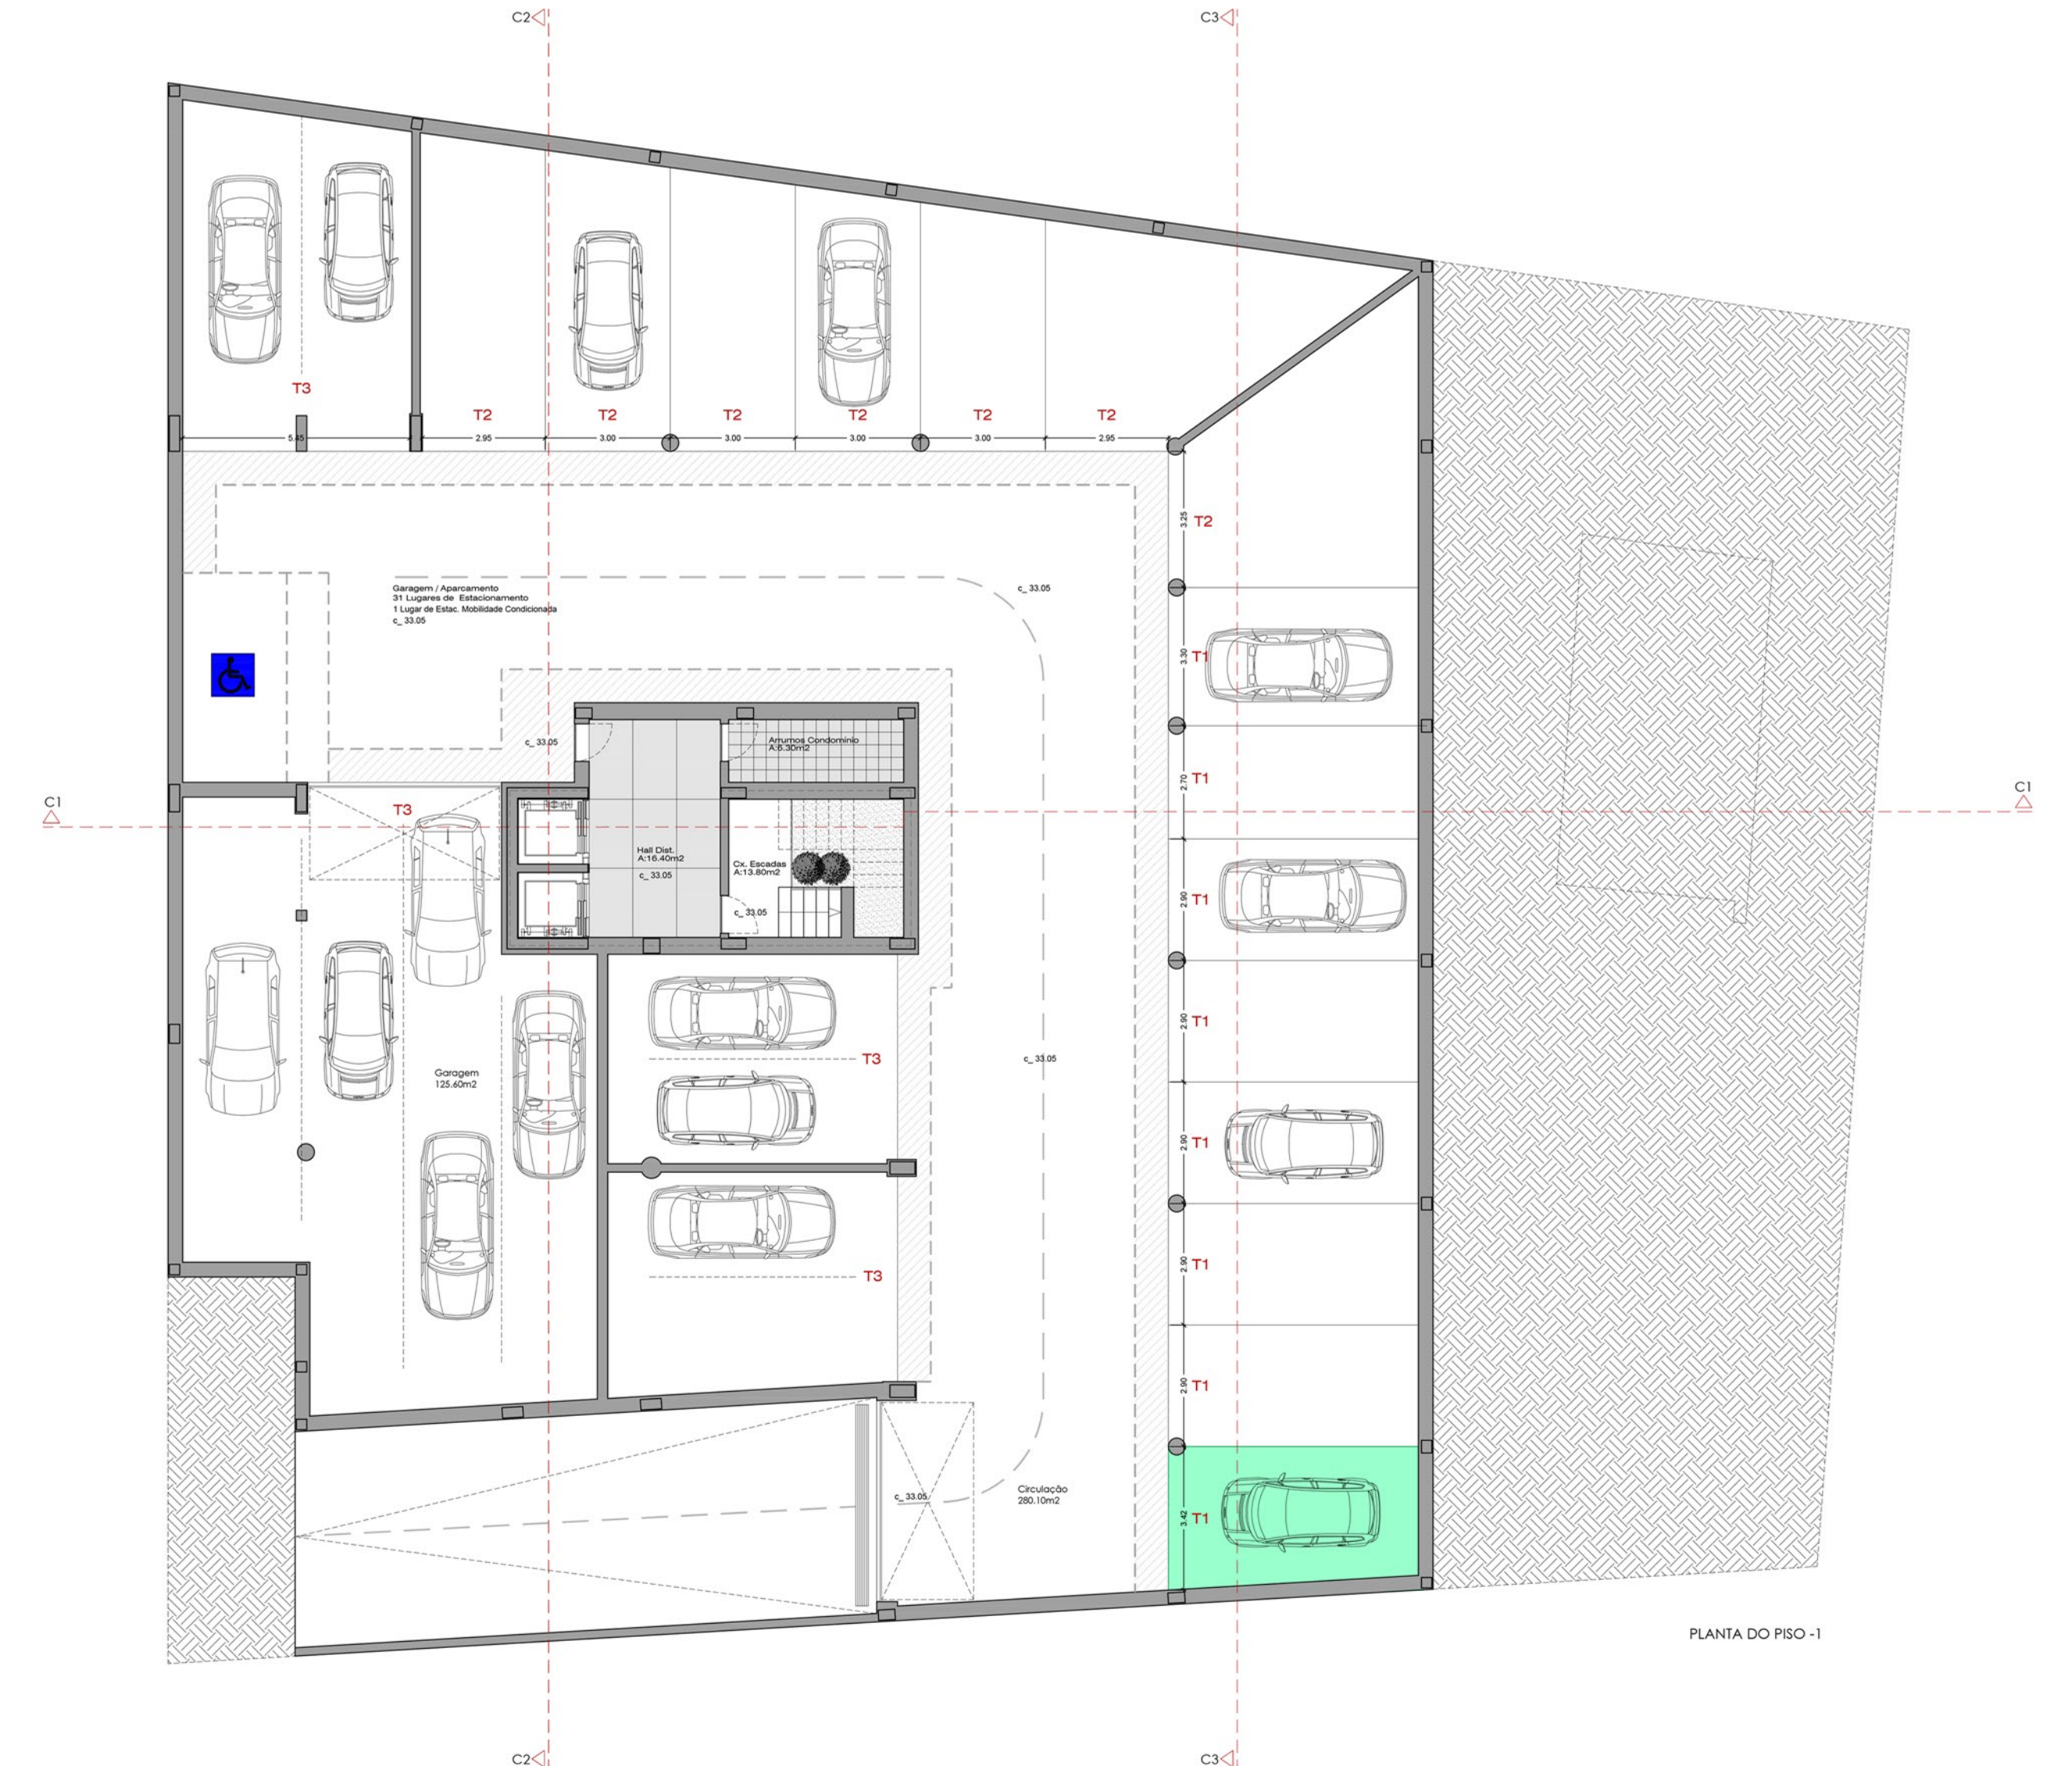 C2
C3
T3
T2
T2
T2
T2
T2
T2
5.45
2.95
3.00
3.00
3.00
3.00
2.95
3.25
T2
Garagem / Aparcamento
31 Lugares de Estacionamento
1 Lugar de Estac. Mobilidade Condicionada
c_ 33.05
c_ 33.05
3.30
T1
c_ 33.05
Arrumos Condomínio
A:6.30m2
2.70
T1
C1
C1
T3
Hall Dist.
A:16.40m2
c_ 33.05
Cx. Escadas
A:13.80m2
c_ 33.05
2.90
T1
2.90
T1
T3
c_ 33.05
Garagem
125.60m2
2.90
T1
T3
2.90
T1
2.90
T1
c_ 33.05
Circulação
280.10m2
3.42
T1
PLANTA DO PISO -1
C2
C3